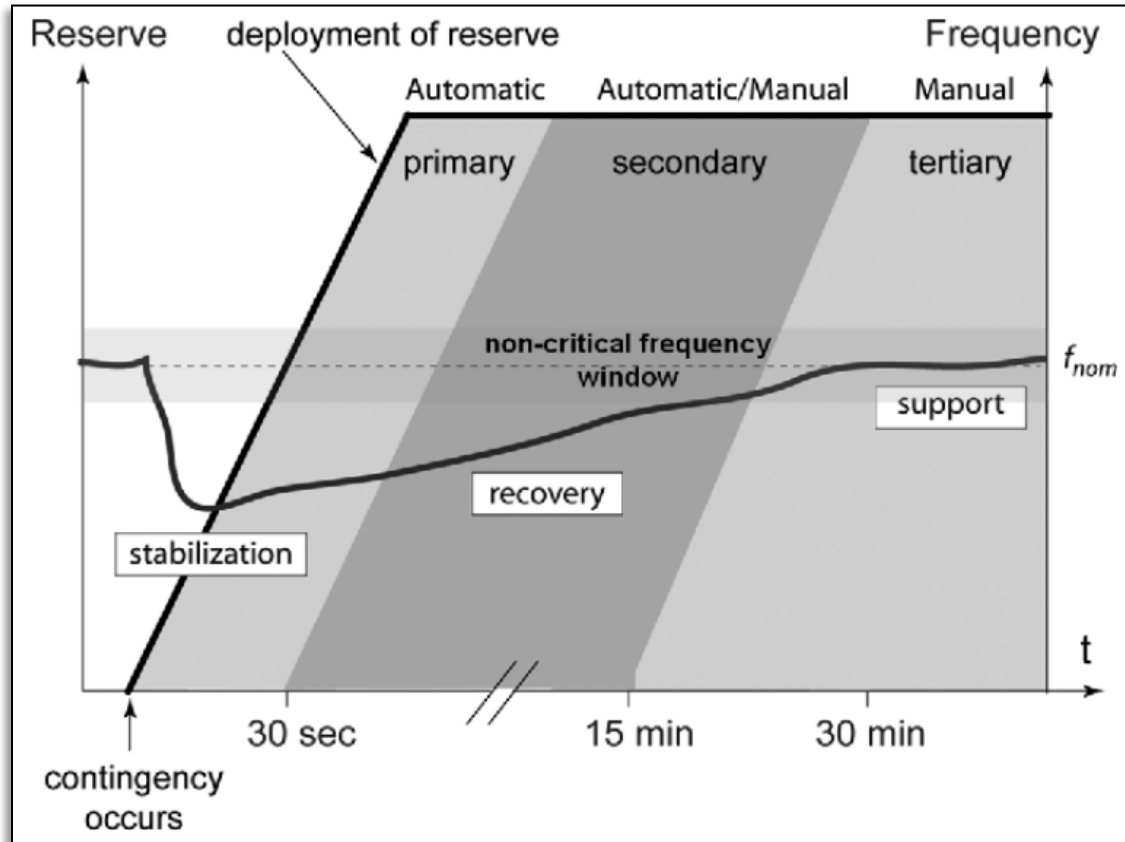 Reserve
deployment of reserve
Frequency
Automatic
Automatic/Manual
Manual
primary
secondary
tertiary
non-critical frequency
window
fnom
support
recovery
stabilization
t
30 sec
15 min
30 min
contingency
occurs